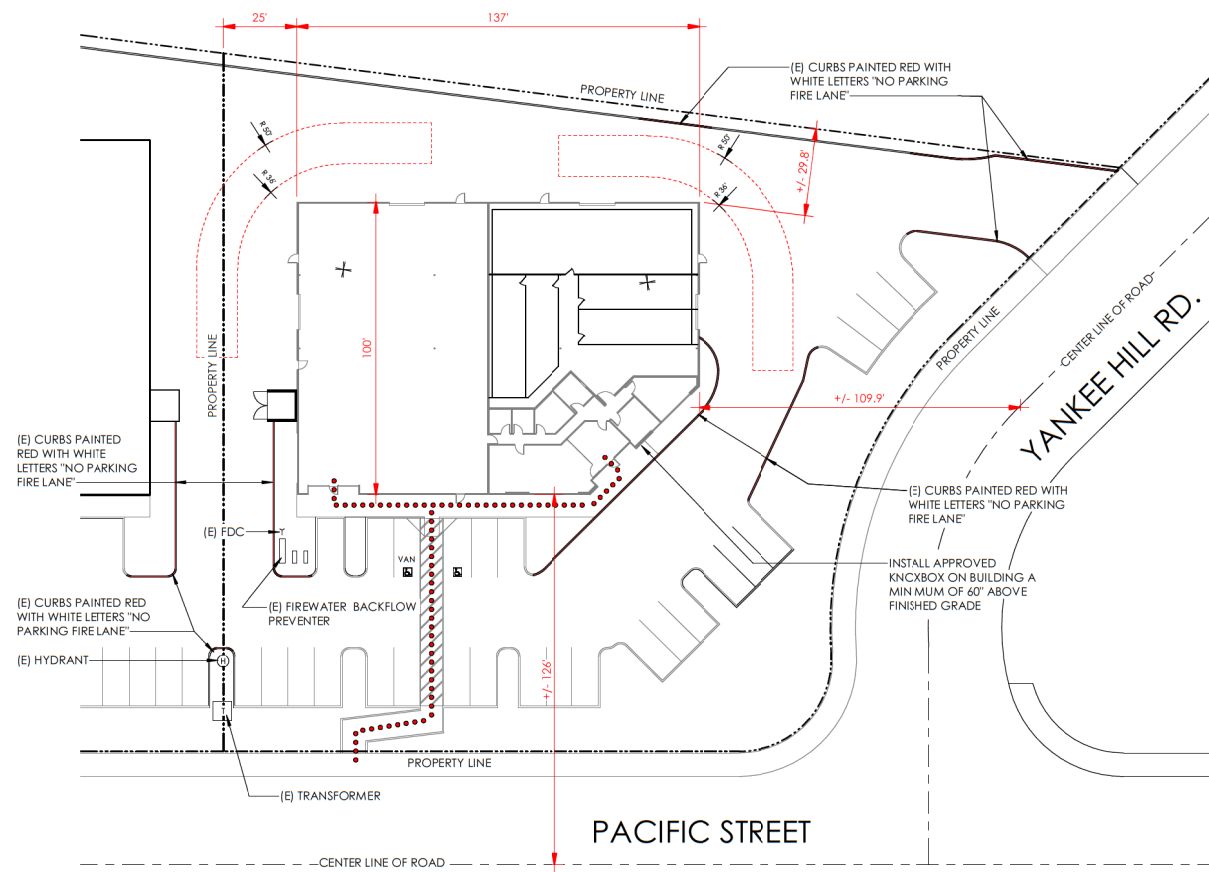 25'
137'
(E) CURBS PAINTED RED WITH
WHITE LETTERS "NO PARKING
FIRE LANE"
PROPERTY LINE
R 50'
R 36'
R 50'
R 36'
+/- 29.8'
100'
PROPERTY LINE
PROPERTY LINE
CENTER LINE OF ROAD
YANKEE HILL RD.
+/- 109.9'
(E) CURBS PAINTED
RED WITH WHITE
LETTERS "NO PARKING
FIRE LANE"
(E) CURBS PAINTED RED WITH
WHITE LETTERS "NO PARKING
FIRE LANE"
(E) FDC
Y
VAN
INSTALL APPROVED
KNCXBOX ON BUILDING A
MIN MUM OF 60" ABOVE
FINISHED GRADE
(E) CURBS PAINTED RED
WITH WHITE LETTERS "NO
PARKING FIRE LANE"
(E) FIREWATER BACKFLOW
PREVENTER
(E) HYDRANT
H
+/- 126'
T
PROPERTY LINE
(E) TRANSFORMER
PACIFIC STREET
CENTER LINE OF ROAD